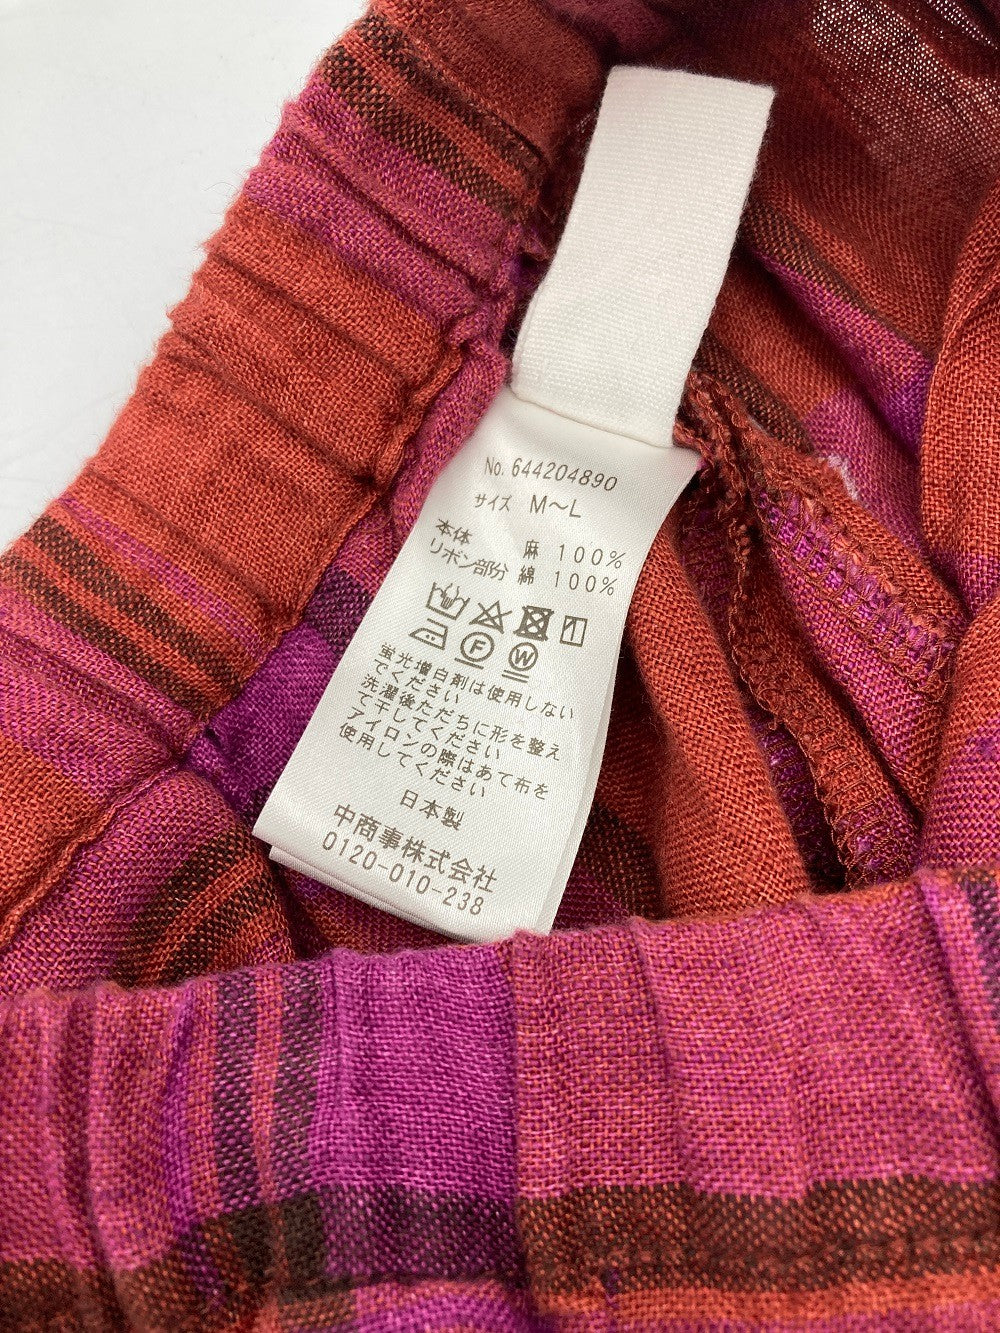 No. 644204890
サイズ M～L
本体 麻 100%
リボン部分 綿 100%
F W
蛍光増白剤は使用しない
でください
洗濯後ただちに形を整え
て干してください
アイロンの際はあて布を
使用してください
日本製
中商事株式会社
0120-010-238